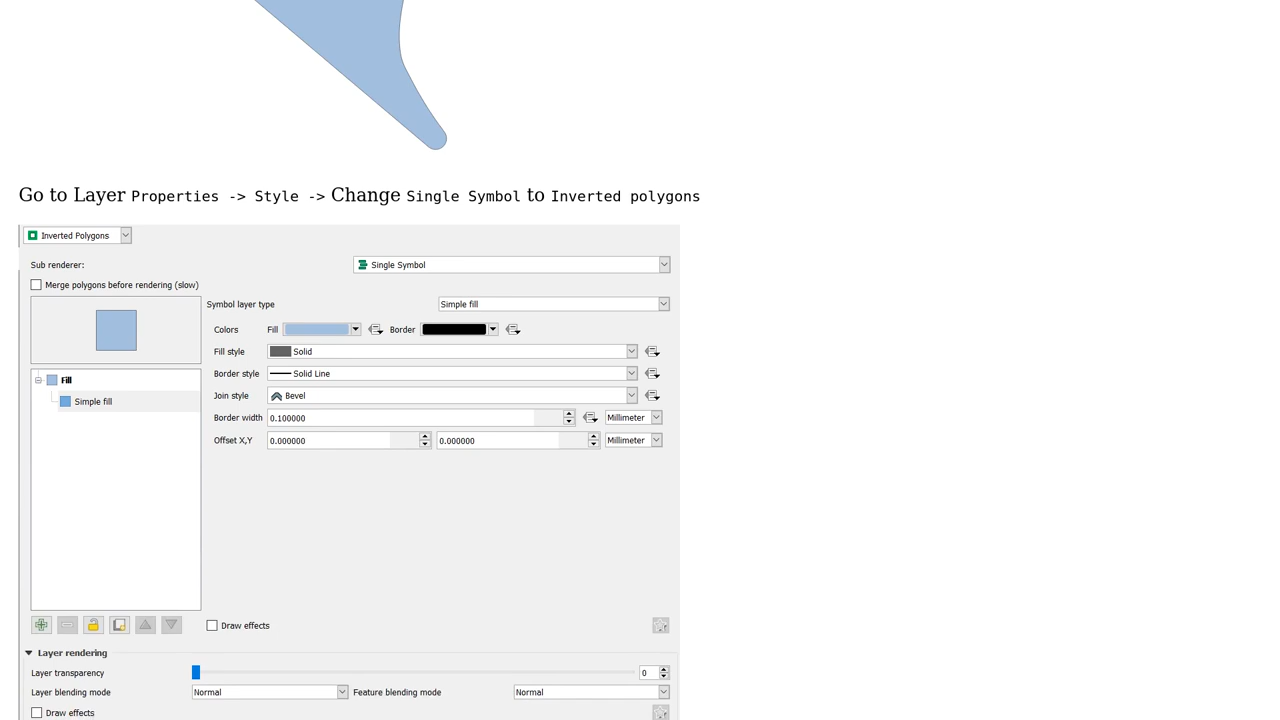 Go to Layer Properties -> Style -> Change Single Symbol to Inverted polygons
Inverted Polygons
Sub renderer: Single Symbol
Merge polygons before rendering (slow)
Symbol layer type Simple fill
Colors Fill Border
Fill style Solid
Border style Solid Line
Fill
Join style Bevel
Simple fill
Border width 0.100000 Millimeter
Offset X,Y 0.000000 0.000000 Millimeter
Draw effects
Layer rendering
Layer transparency 0
Layer blending mode Normal Feature blending mode Normal
Draw effects